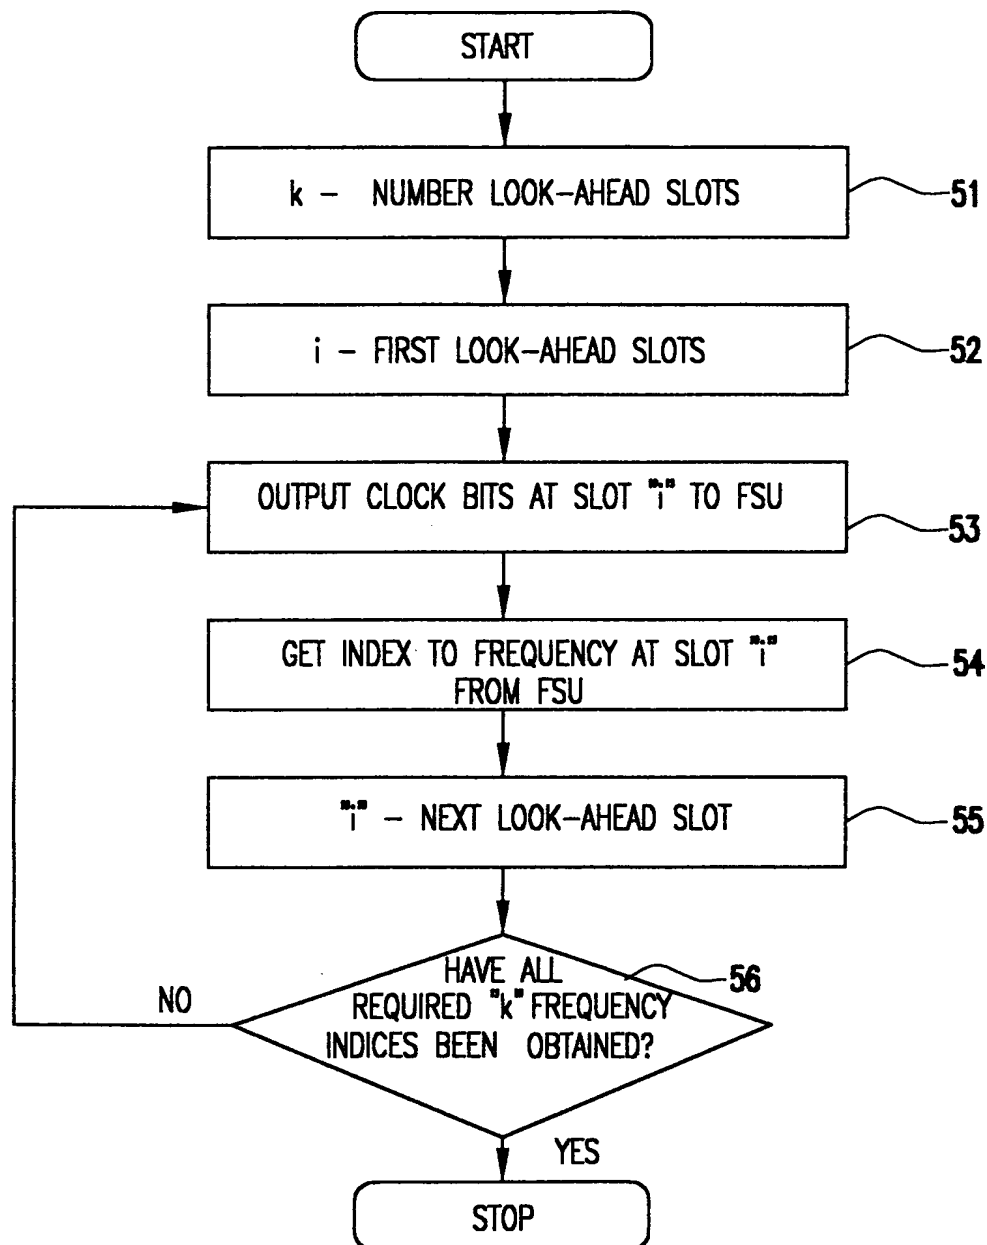 START
k – NUMBER LOOK-AHEAD SLOTS
51
i – FIRST LOOK-AHEAD SLOTS
52
OUTPUT CLOCK BITS AT SLOT "i" TO FSU
53
GET INDEX TO FREQUENCY AT SLOT "i"
FROM FSU
54
"i" – NEXT LOOK-AHEAD SLOT
55
HAVE ALL
REQUIRED "k" FREQUENCY
INDICES BEEN OBTAINED?
56
NO
YES
STOP